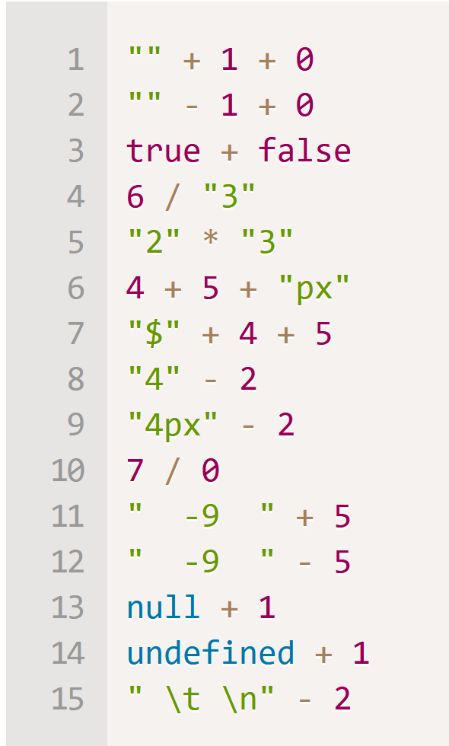 1 "" + 1 + 0
2 "" - 1 + 0
3 true + false
4 6 / "3"
5 "2" * "3"
6 4 + 5 + "px"
7 "$" + 4 + 5
8 "4" - 2
9 "4px" - 2
10 7 / 0
11 "  -9  " + 5
12 "  -9  " - 5
13 null + 1
14 undefined + 1
15 " \t \n" - 2